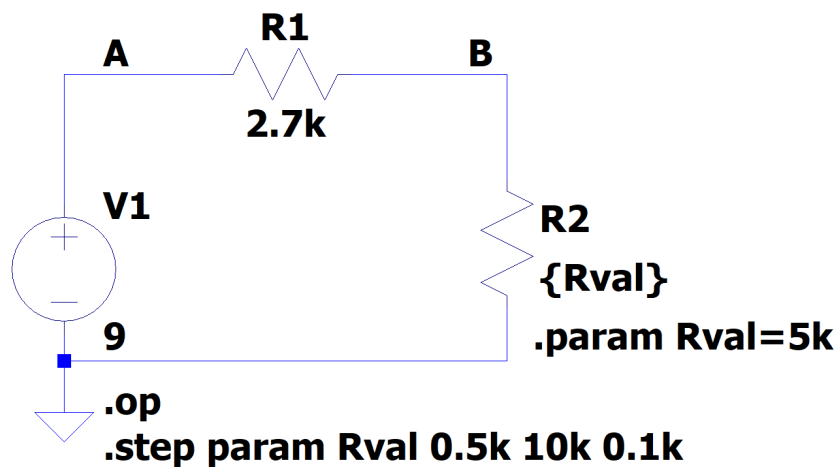 R1
A
B
2.7k
V1
R2
{Rval}
9
.param Rval=5k
.op
.step param Rval 0.5k 10k 0.1k